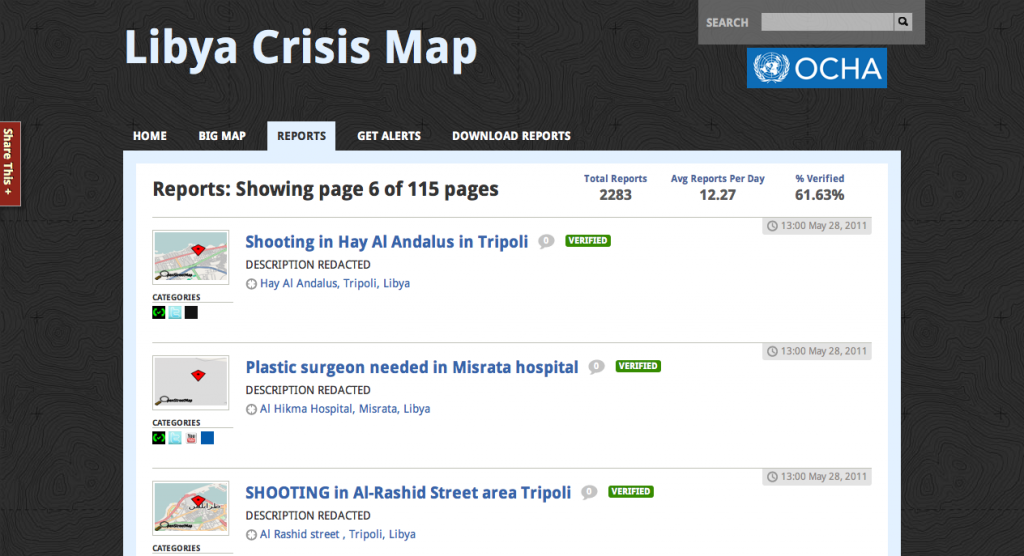 SEARCH
Libya Crisis Map
OCHA
Share This +
HOME BIG MAP REPORTS GET ALERTS DOWNLOAD REPORTS
Reports: Showing page 6 of 115 pages
Total Reports Avg Reports Per Day % Verified
2283 12.27 61.63%
13:00 May 28, 2011
Shooting in Hay Al Andalus in Tripoli 0 VERIFIED
DESCRIPTION REDACTED
Hay Al Andalus, Tripoli, Libya
CATEGORIES
13:00 May 28, 2011
Plastic surgeon needed in Misrata hospital 0 VERIFIED
DESCRIPTION REDACTED
Al Hikma Hospital, Misrata, Libya
CATEGORIES
13:00 May 28, 2011
SHOOTING in Al-Rashid Street area Tripoli 0 VERIFIED
DESCRIPTION REDACTED
Al Rashid street , Tripoli, Libya
CATEGORIES